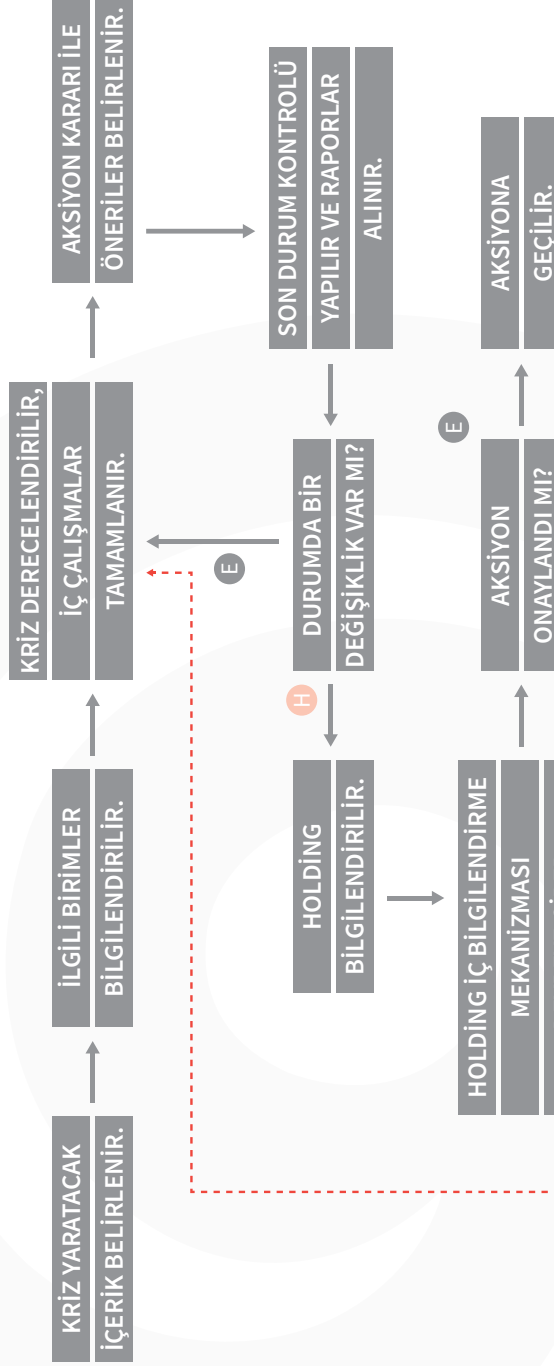 KRİZ YARATACAK
İÇERİK BELİRLENİR.
İLGİLİ BİRİMLER
BİLGİLENDİRİLİR.
KRİZ DERECELENDİRİLİR,
İÇ ÇALIŞMALAR
TAMAMLANIR.
AKSİYON KARARI İLE
ÖNERİLER BELİRLENİR.
SON DURUM KONTROLÜ
YAPILIR VE RAPORLAR
ALINIR.
DURUMDA BİR
DEĞİŞİKLİK VAR MI?
E
H
HOLDİNG
BİLGİLENDİRİLİR.
HOLDİNG İÇ BİLGİLENDİRME
MEKANİZMASI
AKSİYON
ONAYLANDI MI?
E
AKSİYONA
GEÇİLİR.